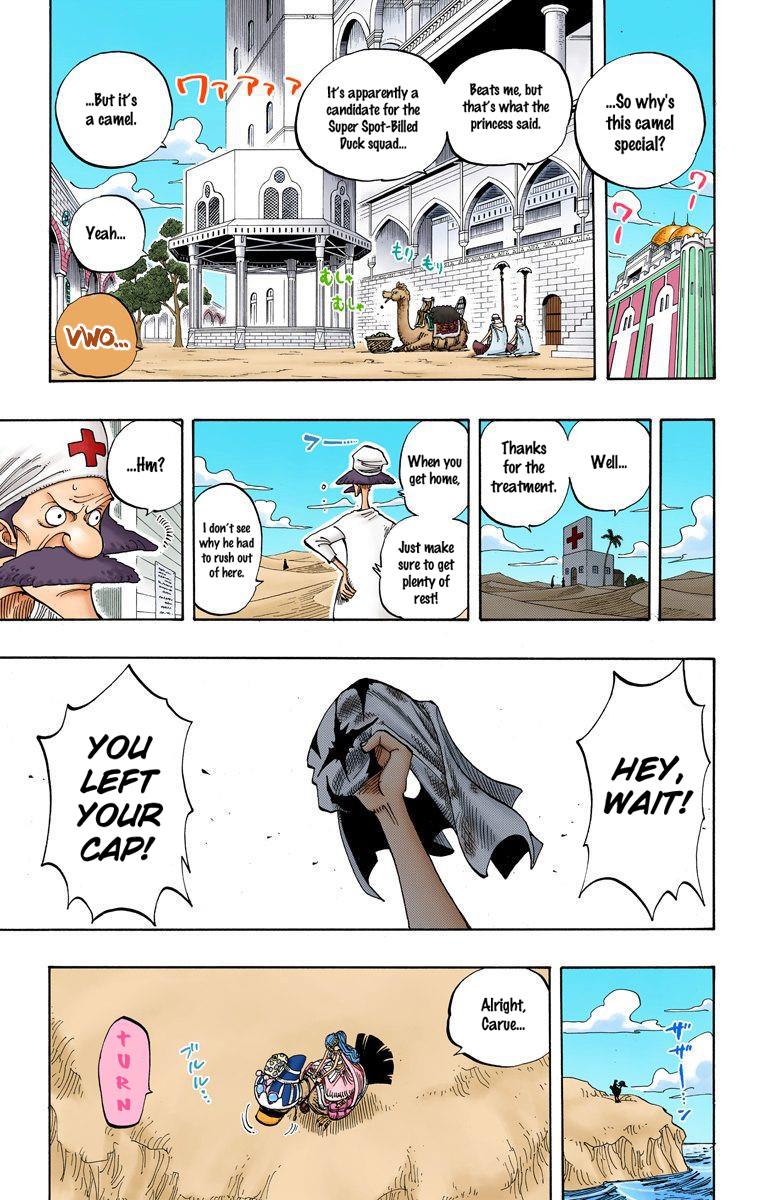 ...So why's
this camel
special?
ワー
ワー
Beats me, but
that's what the
princess said.
It's apparently a
candidate for the
Super Spot-Billed
Duck squad...
ワァァァァ
...But it's
a camel.
Yeah...
VWO...
もり
もり
むしゃ
むしゃ
Well...
Thanks
for the
treatment.
When you
get home,
Just make
sure to get
plenty of
rest!
フー
I don't see
why he had
to rush out
of here.
...Hm?
HEY,
WAIT!
YOU
LEFT
YOUR
CAP!
ザザーーン
Alright,
Carue...
ブルル...
TURN